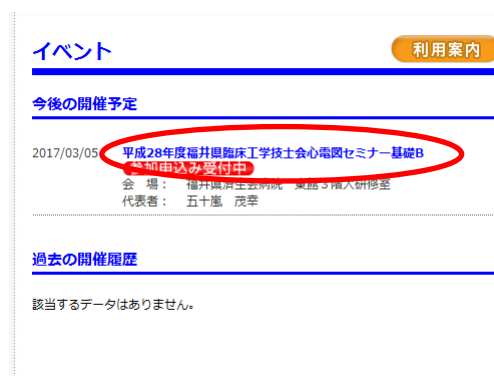 イベント
利用案内
今後の開催予定
2017/03/05 平成28年度福井県臨床工学技士会心電図セミナー基礎B
参加申込み受付中
会　場： 福井県済生会病院　東館３階大研修室
代表者： 五十嵐　茂幸
過去の開催履歴
該当するデータはありません。